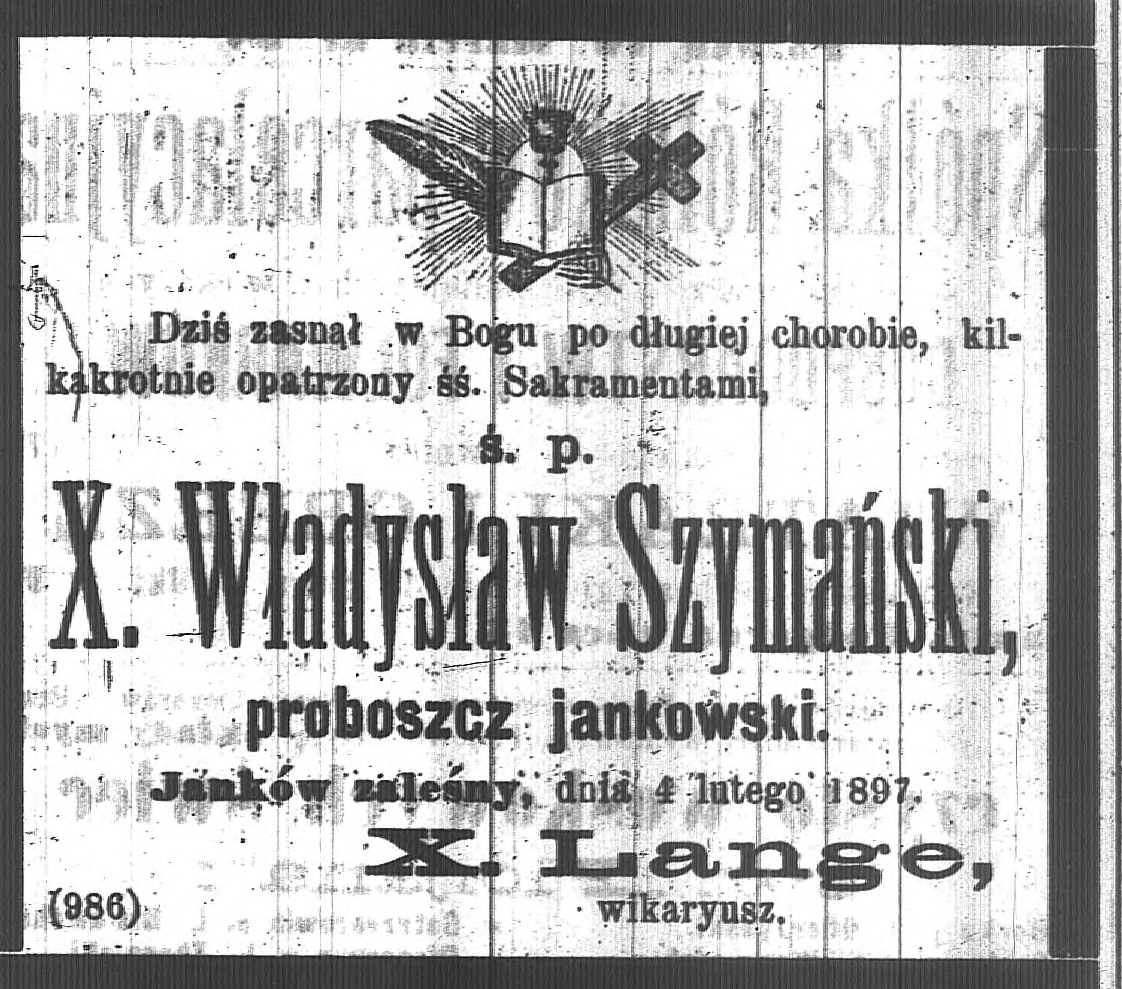 Dziś zasnął w Bogu po długiej chorobie, kil-
kakrotnie opatrzony śś. Sakramentami,
ś. p.
X. Władysław Szymański,
proboszcz jankowski.
Janków zaleśny, dnia 4 lutego 1897.
X. Lange,
(986) wikaryusz.